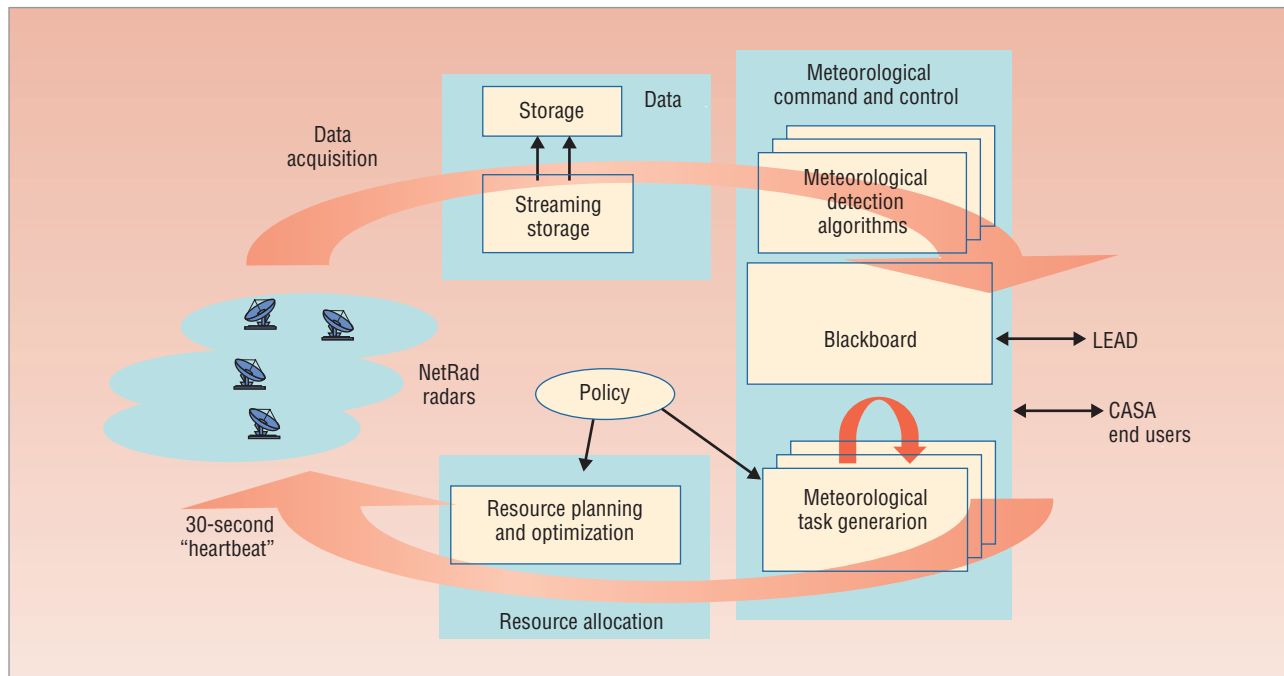 Data
acquisition
Storage
Data
Streaming
storage
Meteorological
command and control
Meteorological
detection
algorithms
Blackboard
LEAD
CASA
end users
NetRad
radars
Policy
30-second
“heartbeat”
Resource planning
and optimization
Resource allocation
Meteorological
task generarion